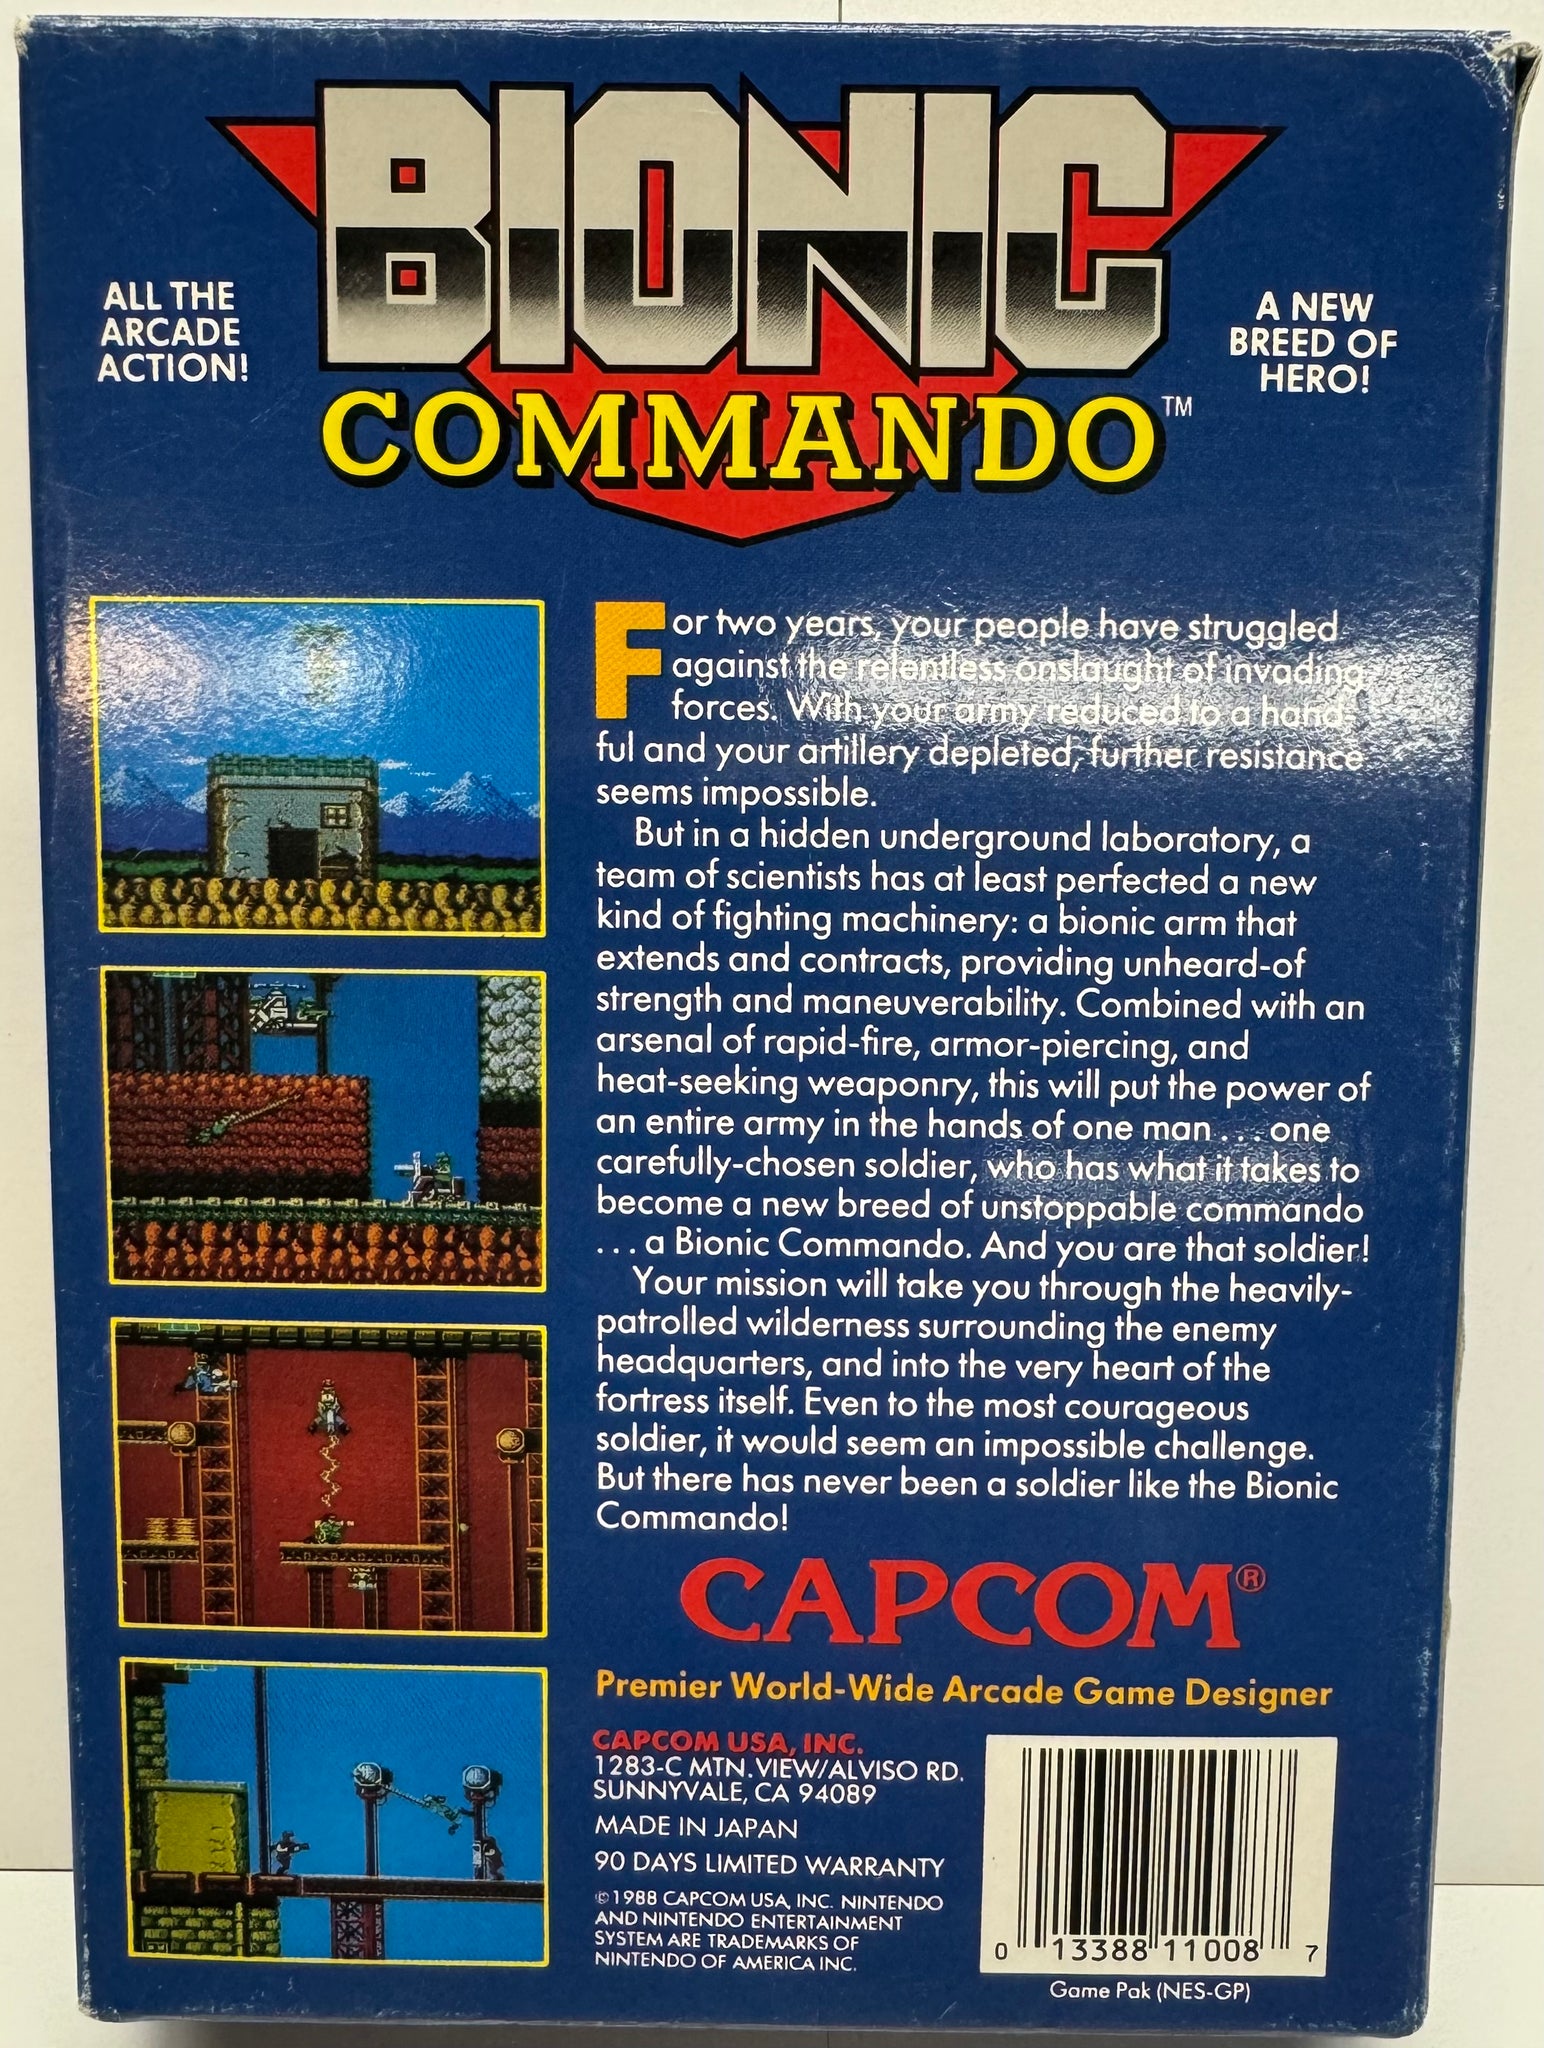 BIONIC
COMMANDO™
ALL THE
ARCADE
ACTION!
A NEW
BREED OF
HERO!
For two years, your people have struggled
against the relentless onslaught of invading
forces. With your army reduced to a hand-
ful and your artillery depleted, further resistance
seems impossible.
But in a hidden underground laboratory, a
team of scientists has at least perfected a new
kind of fighting machinery: a bionic arm that
extends and contracts, providing unheard-of
strength and maneuverability. Combined with an
arsenal of rapid-fire, armor-piercing, and
heat-seeking weaponry, this will put the power of
an entire army in the hands of one man . . . one
carefully-chosen soldier, who has what it takes to
become a new breed of unstoppable commando
. . . a Bionic Commando. And you are that soldier!
Your mission will take you through the heavily-
patrolled wilderness surrounding the enemy
headquarters, and into the very heart of the
fortress itself. Even to the most courageous
soldier, it would seem an impossible challenge.
But there has never been a soldier like the Bionic
Commando!
CAPCOM®
Premier World-Wide Arcade Game Designer
CAPCOM USA, INC.
1283-C MTN. VIEW/ALVISO RD.
SUNNYVALE, CA 94089
MADE IN JAPAN
90 DAYS LIMITED WARRANTY
©1988 CAPCOM USA, INC. NINTENDO
AND NINTENDO ENTERTAINMENT
SYSTEM ARE TRADEMARKS OF
NINTENDO OF AMERICA INC.
0 13388 11008 7
Game Pak (NES-GP)